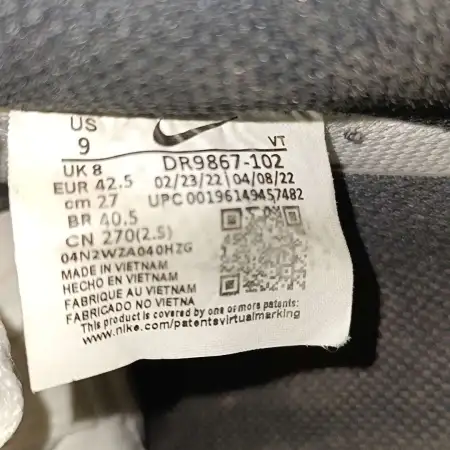 US
9
VT
UK 8
DR9867-102
EUR 42.5
02/23/22 | 04/08/22
cm 27
UPC 00196149457482
BR 40.5
CN 270(2.5)
04N2WZA040HZG
MADE IN VIETNAM
HECHO EN VIETNAM
FABRIQUE AU VIETNAM
FABRICADO NO VIETNA
This product is covered by one or more patents:
www.nike.com/patentsvirtualmarking